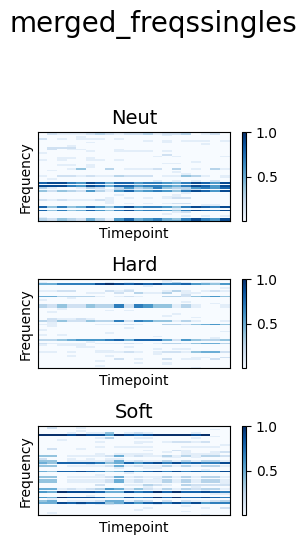 merged_freqssingles
Neut
1.0
0.5
Frequency
Timepoint
Hard
1.0
0.5
Frequency
Timepoint
Soft
1.0
0.5
Frequency
Timepoint